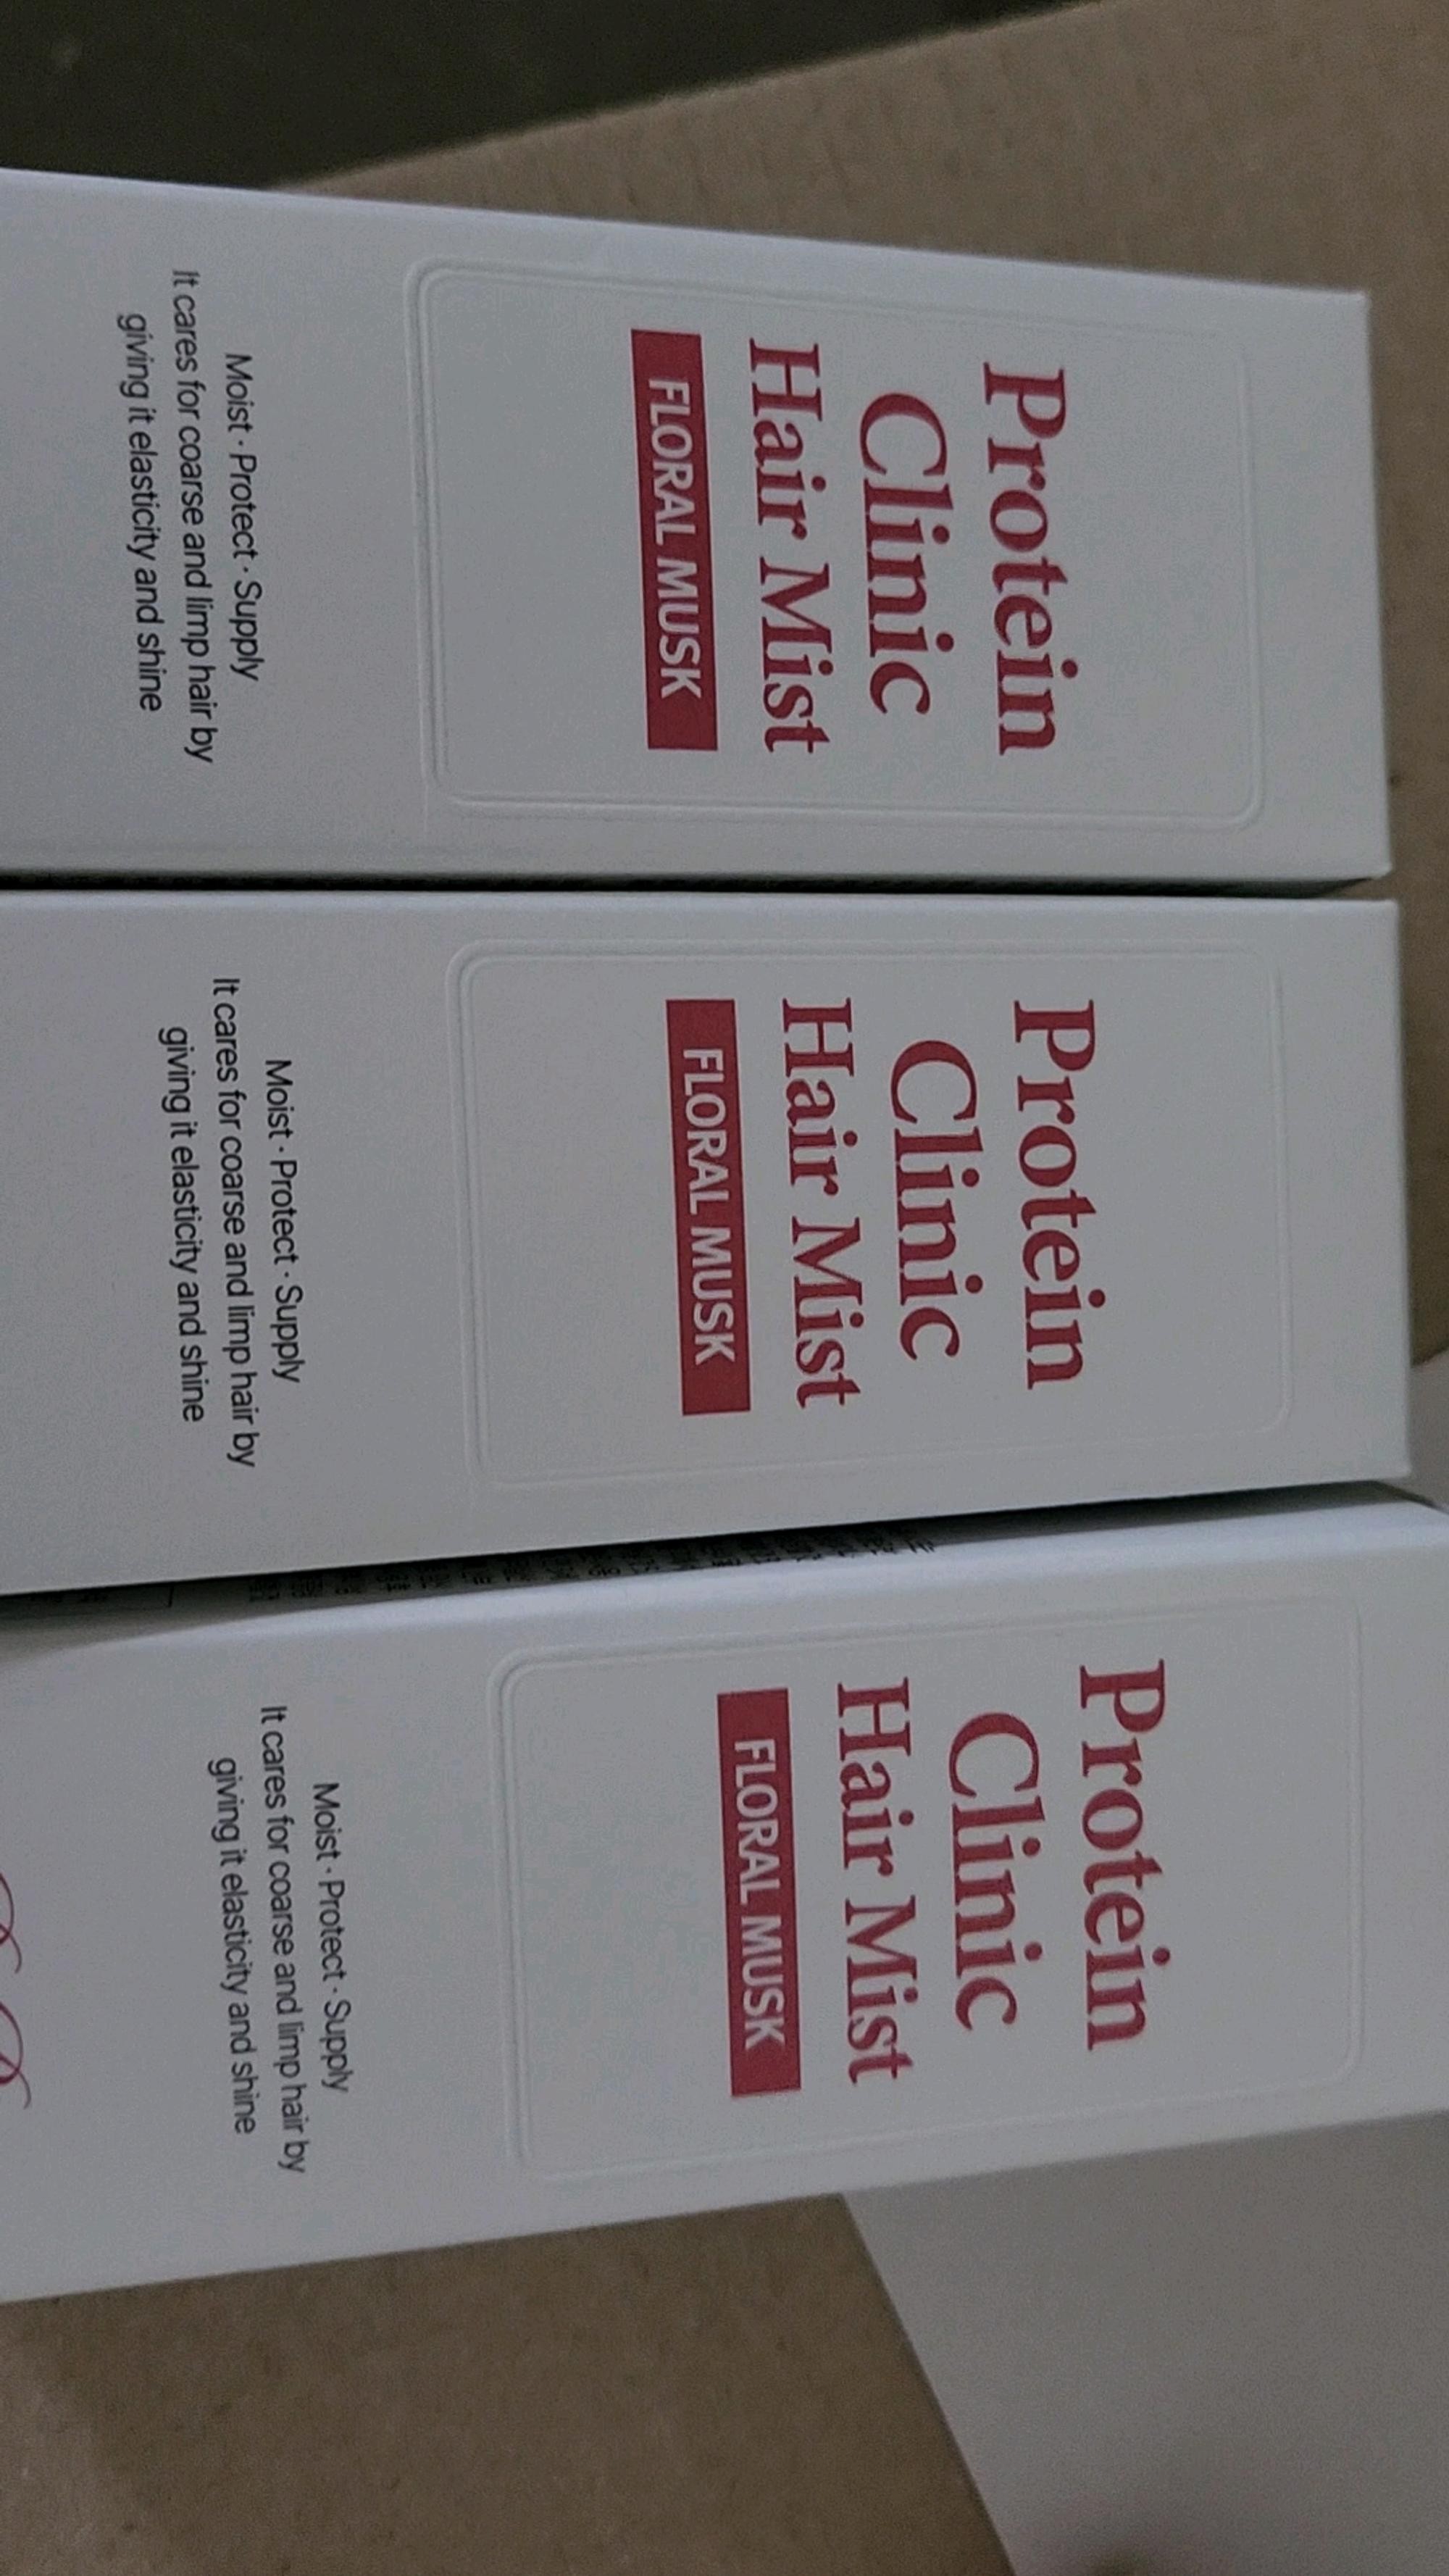 Protein
Clinic
Hair Mist
FLORAL MUSK
Moist · Protect · Supply
It cares for coarse and limp hair by
giving it elasticity and shine
Protein
Clinic
Hair Mist
FLORAL MUSK
Moist · Protect · Supply
It cares for coarse and limp hair by
giving it elasticity and shine
Protein
Clinic
Hair Mist
FLORAL MUSK
Moist · Protect · Supply
It cares for coarse and limp hair by
giving it elasticity and shine